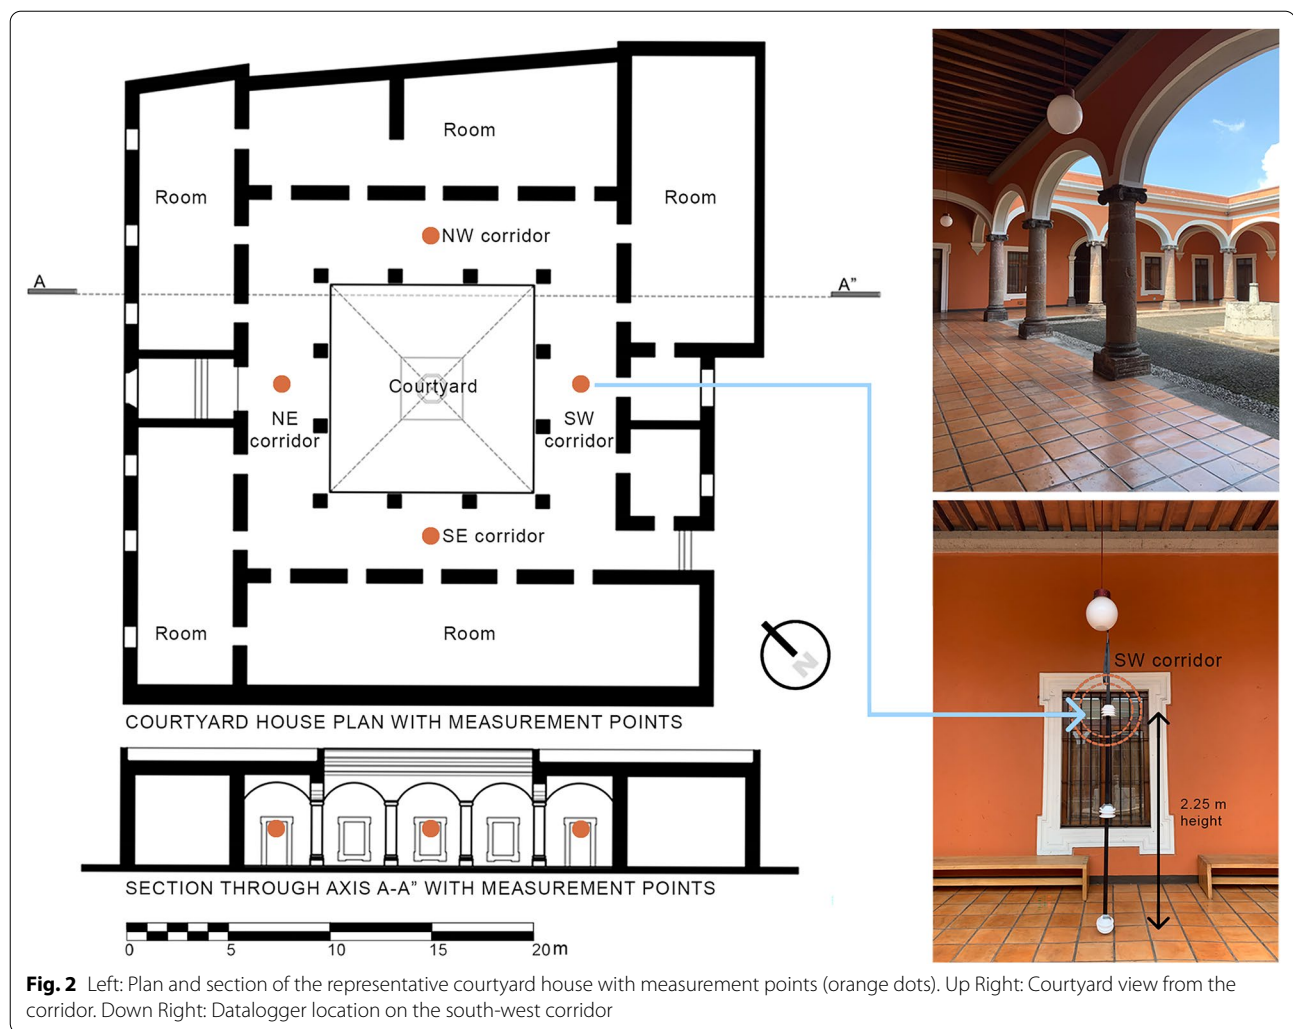 Room
Room
Room
NW corridor
A
A”
Courtyard
NE
corridor
SW
corridor
SE corridor
Room
Room
N
COURTYARD HOUSE PLAN WITH MEASUREMENT POINTS
SECTION THROUGH AXIS A-A” WITH MEASUREMENT POINTS
0 5 10 15 20 m
SW corridor
2.25 m
height
Fig. 2 Left: Plan and section of the representative courtyard house with measurement points (orange dots). Up Right: Courtyard view from the
corridor. Down Right: Datalogger location on the south-west corridor